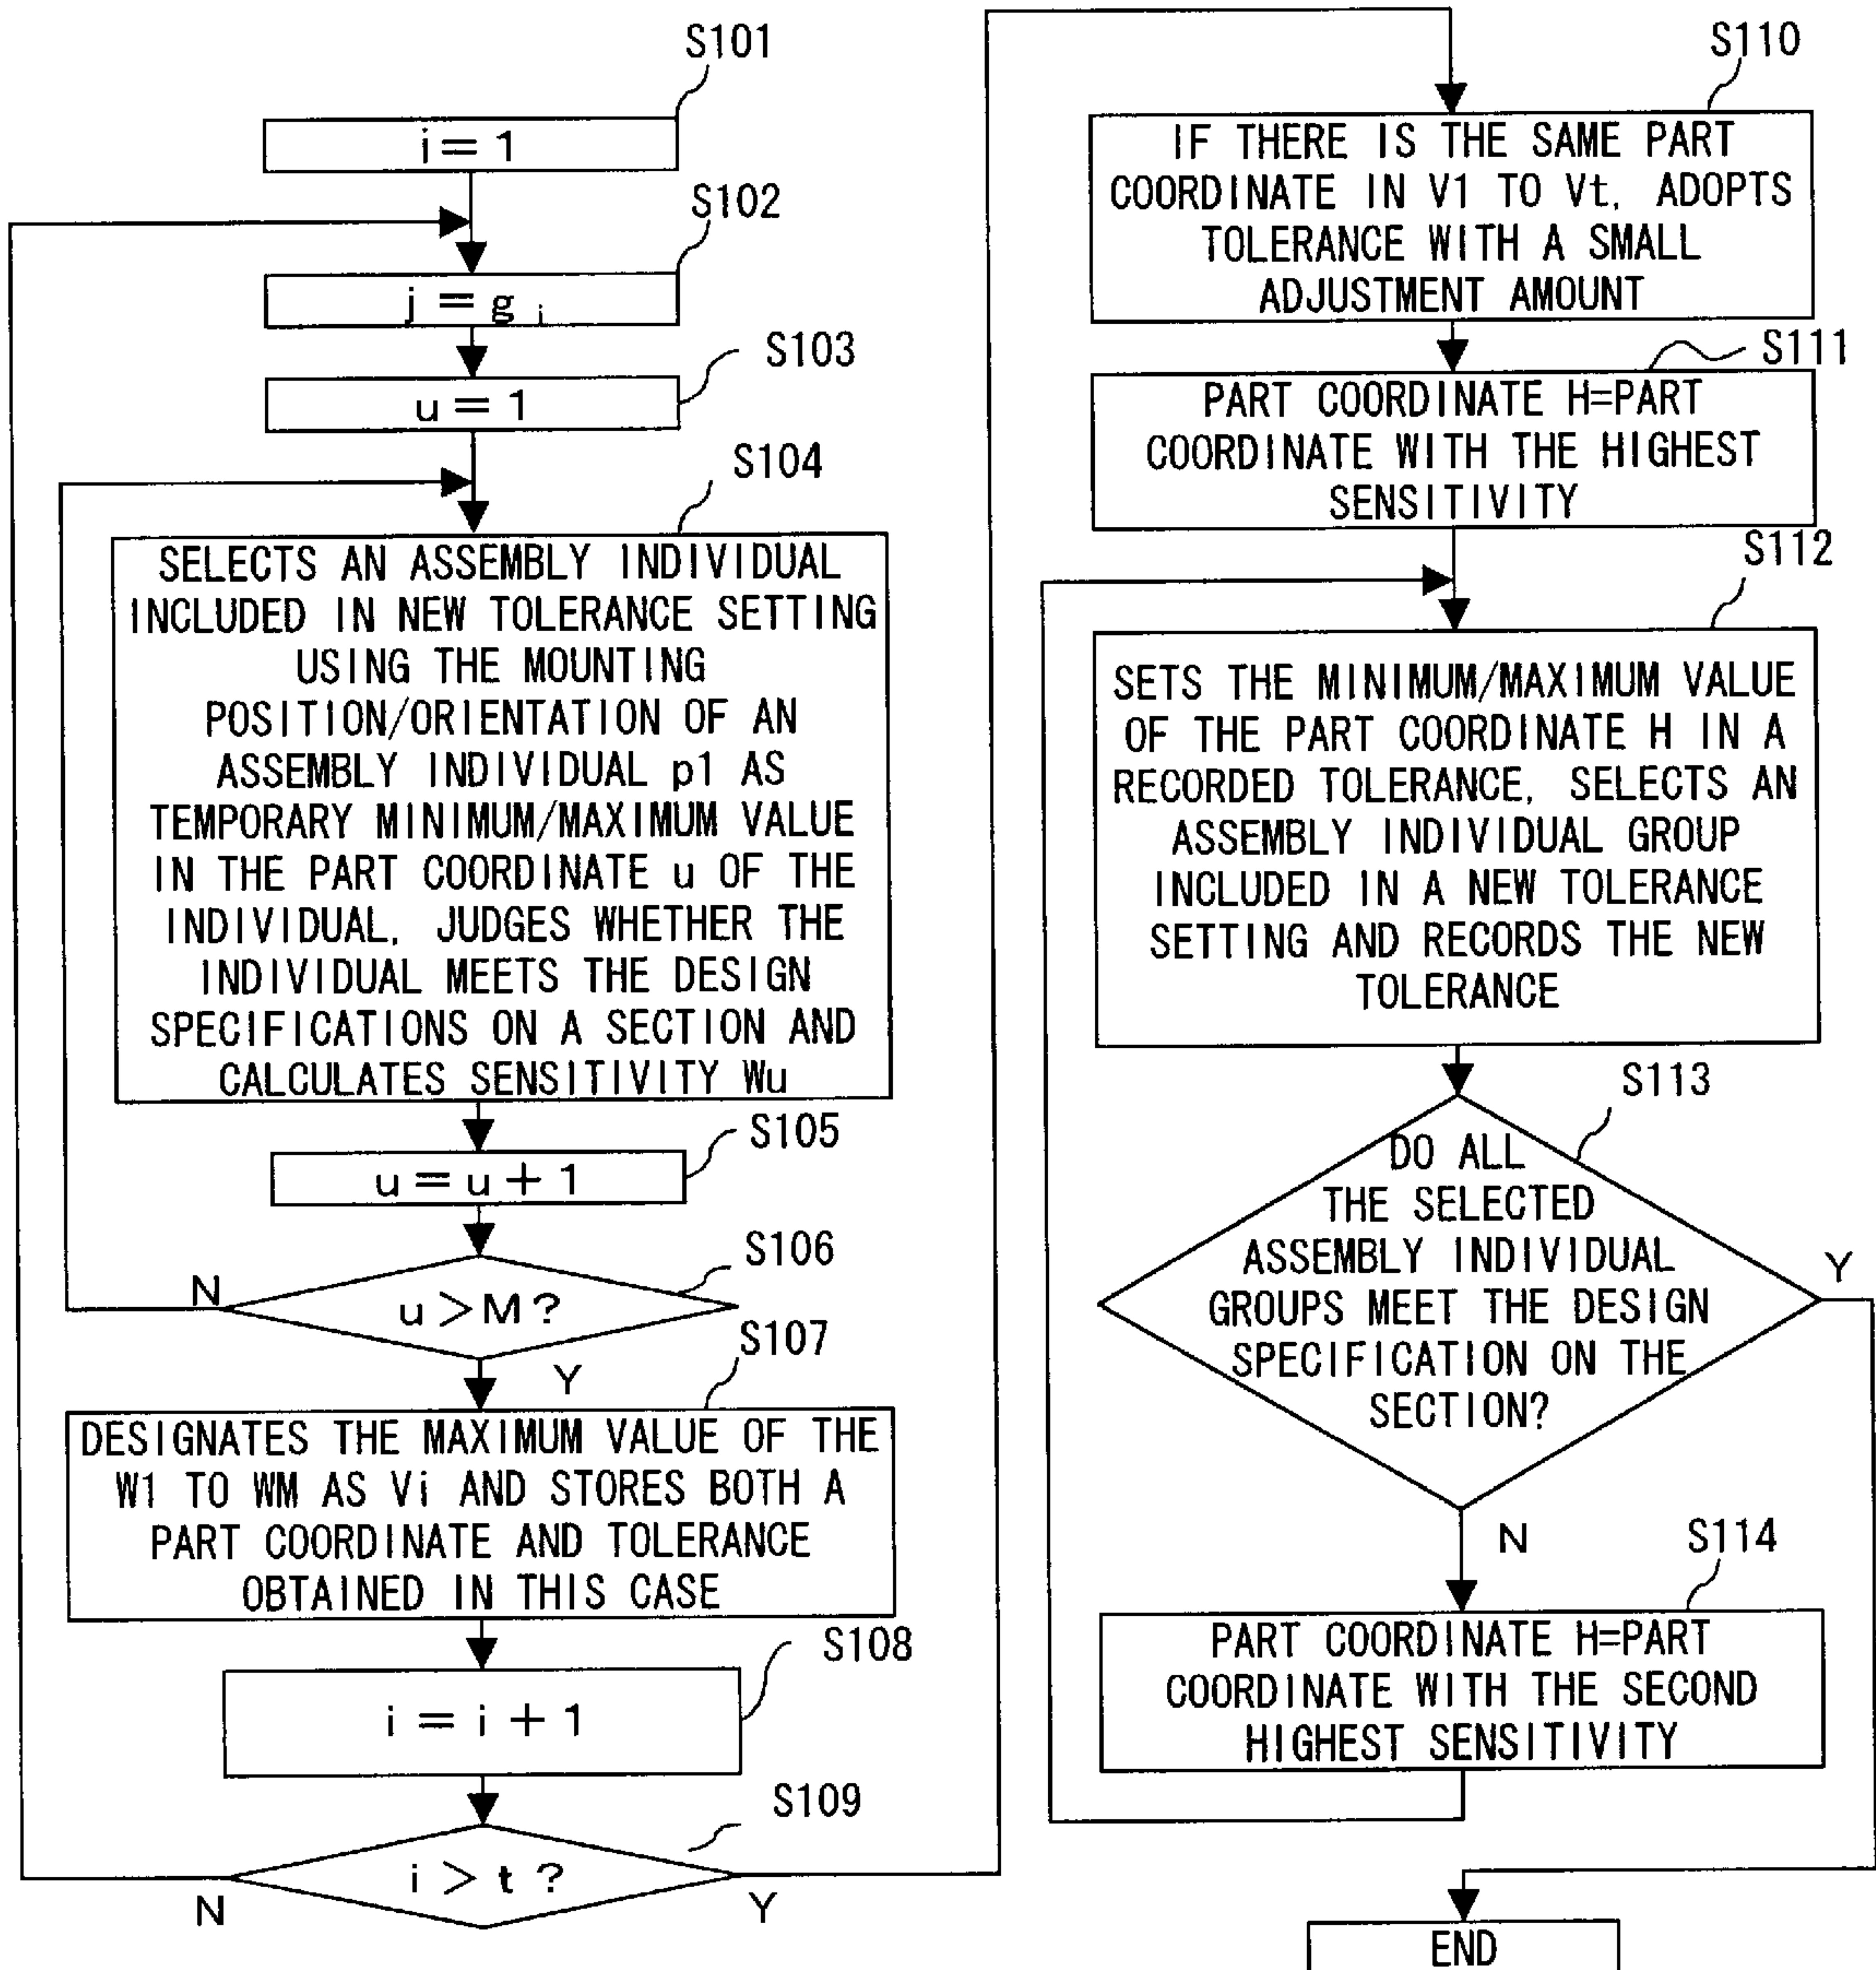 S101
i = 1
S102
j = g i
S103
u = 1
S104
SELECTS AN ASSEMBLY INDIVIDUAL
INCLUDED IN NEW TOLERANCE SETTING
USING THE MOUNTING
POSITION/ORIENTATION OF AN
ASSEMBLY INDIVIDUAL p1 AS
TEMPORARY MINIMUM/MAXIMUM VALUE
IN THE PART COORDINATE u OF THE
INDIVIDUAL, JUDGES WHETHER THE
INDIVIDUAL MEETS THE DESIGN
SPECIFICATIONS ON A SECTION AND
CALCULATES SENSITIVITY Wu
S105
u = u + 1
S106
u > M ?
N
Y
S107
DESIGNATES THE MAXIMUM VALUE OF THE
W1 TO WM AS Vi AND STORES BOTH A
PART COORDINATE AND TOLERANCE
OBTAINED IN THIS CASE
S108
i = i + 1
S109
i > t ?
N
Y
S110
IF THERE IS THE SAME PART
COORDINATE IN V1 TO Vt, ADOPTS
TOLERANCE WITH A SMALL
ADJUSTMENT AMOUNT
S111
PART COORDINATE H=PART
COORDINATE WITH THE HIGHEST
SENSITIVITY
S112
SETS THE MINIMUM/MAXIMUM VALUE
OF THE PART COORDINATE H IN A
RECORDED TOLERANCE, SELECTS AN
ASSEMBLY INDIVIDUAL GROUP
INCLUDED IN A NEW TOLERANCE
SETTING AND RECORDS THE NEW
TOLERANCE
S113
DO ALL
THE SELECTED
ASSEMBLY INDIVIDUAL
GROUPS MEET THE DESIGN
SPECIFICATION ON THE
SECTION?
Y
N
S114
PART COORDINATE H=PART
COORDINATE WITH THE SECOND
HIGHEST SENSITIVITY
END